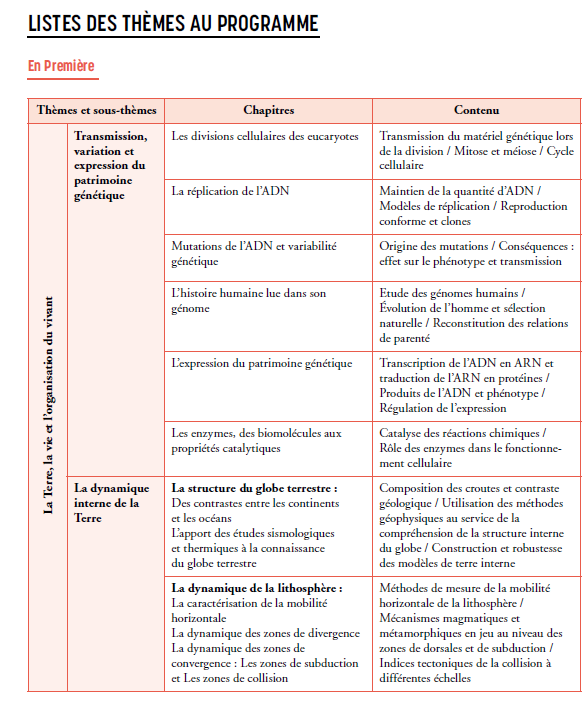 LISTES DES THÈMES AU PROGRAMME
En Première
Thèmes et sous-thèmes
Chapitres
Contenu
La Terre, la vie et l'organisation du vivant
Transmission,
variation et
expression du
patrimoine
génétique
Les divisions cellulaires des eucaryotes
Transmission du matériel génétique lors
de la division / Mitose et méiose / Cycle
cellulaire
La réplication de l'ADN
Maintien de la quantité d'ADN /
Modèles de réplication / Reproduction
conforme et clones
Mutations de l'ADN et variabilité
génétique
Origine des mutations / Conséquences :
effet sur le phénotype et transmission
L'histoire humaine lue dans son
génome
Etude des génomes humains /
Évolution de l'homme et sélection
naturelle / Reconstitution des relations
de parenté
L'expression du patrimoine génétique
Transcription de l'ADN en ARN et
traduction de l'ARN en protéines /
Produits de l'ADN et phénotype /
Régulation de l'expression
Les enzymes, des biomolécules aux
propriétés catalytiques
Catalyse des réactions chimiques /
Rôle des enzymes dans le fonctionne-
ment cellulaire
La dynamique
interne de la
Terre
La structure du globe terrestre :
Des contrastes entre les continents
et les océans
L'apport des études sismologiques
et thermiques à la connaissance
du globe terrestre
Composition des croutes et contraste
géologique / Utilisation des méthodes
géophysiques au service de la
compréhension de la structure interne
du globe / Construction et robustesse
des modèles de terre interne
La dynamique de la lithosphère :
La caractérisation de la mobilité
horizontale
La dynamique des zones de divergence
La dynamique des zones de
convergence : Les zones de subduction
et Les zones de collision
Méthodes de mesure de la mobilité
horizontale de la lithosphère /
Mécanismes magmatiques et
métamorphiques en jeu au niveau des
zones de dorsales et de subduction /
Indices tectoniques de la collision à
différentes échelles